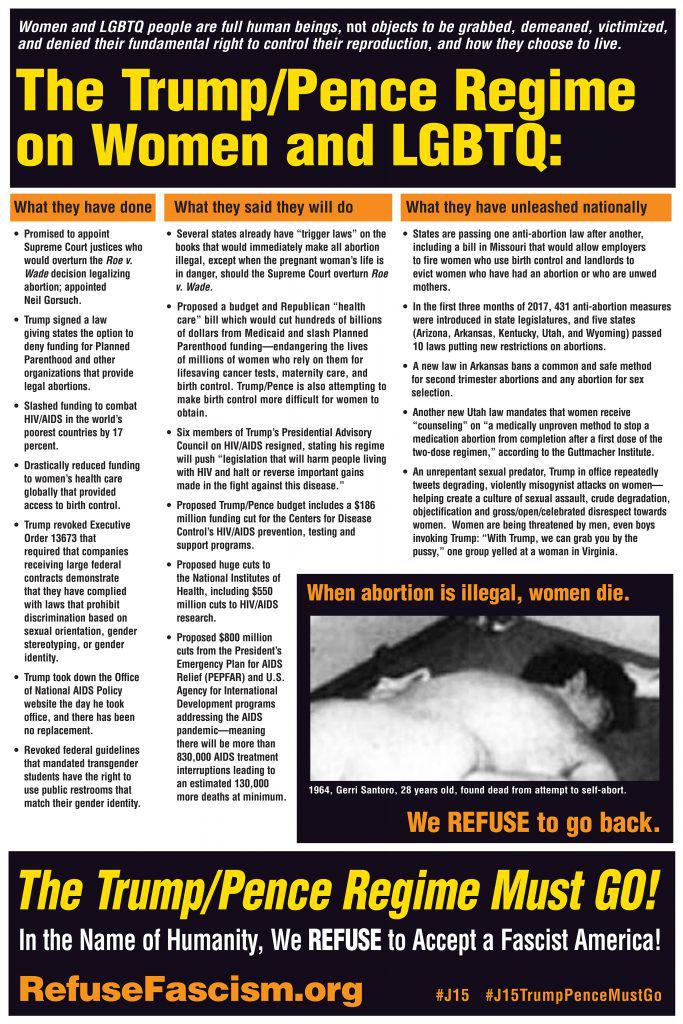 Women and LGBTQ people are full human beings, not objects to be grabbed, demeaned, victimized,
and denied their fundamental right to control their reproduction, and how they choose to live.
The Trump/Pence Regime
on Women and LGBTQ:
What they have done
• Promised to appoint
Supreme Court justices who
would overturn the Roe v.
Wade decision legalizing
abortion; appointed
Neil Gorsuch.
• Trump signed a law
giving states the option to
deny funding for Planned
Parenthood and other
organizations that provide
legal abortions.
• Slashed funding to combat
HIV/AIDS in the world's
poorest countries by 17
percent.
• Drastically reduced funding
to women's health care
globally that provided
access to birth control.
• Trump revoked Executive
Order 13673 that
required that companies
receiving large federal
contracts demonstrate
that they have complied
with laws that prohibit
discrimination based on
sexual orientation, gender
stereotyping, or gender
identity.
• Trump took down the Office
of National AIDS Policy
website the day he took
office, and there has been
no replacement.
• Revoked federal guidelines
that mandated transgender
students have the right to
use public restrooms that
match their gender identity.
What they said they will do
• Several states already have “trigger laws” on the
books that would immediately make all abortion
illegal, except when the pregnant woman's life is
in danger, should the Supreme Court overturn Roe
v. Wade.
• Proposed a budget and Republican “health
care” bill which would cut hundreds of billions
of dollars from Medicaid and slash Planned
Parenthood funding—endangering the lives
of millions of women who rely on them for
lifesaving cancer tests, maternity care, and
birth control. Trump/Pence is also attempting to
make birth control more difficult for women to
obtain.
• Six members of Trump's Presidential Advisory
Council on HIV/AIDS resigned, stating his regime
will push “legislation that will harm people living
with HIV and halt or reverse important gains
made in the fight against this disease.”
• Proposed Trump/Pence budget includes a $186
million funding cut for the Centers for Disease
Control's HIV/AIDS prevention, testing and
support programs.
• Proposed huge cuts to
the National Institutes of
Health, including $550
million cuts to HIV/AIDS
research.
• Proposed $800 million
cuts from the President's
Emergency Plan for AIDS
Relief (PEPFAR) and U.S.
Agency for International
Development programs
addressing the AIDS
pandemic—meaning
there will be more than
830,000 AIDS treatment
interruptions leading to
an estimated 130,000
more deaths at minimum.
What they have unleashed nationally
• States are passing one anti-abortion law after another,
including a bill in Missouri that would allow employers
to fire women who use birth control and landlords to
evict women who have had an abortion or who are unwed
mothers.
• In the first three months of 2017, 431 anti-abortion measures
were introduced in state legislatures, and five states
(Arizona, Arkansas, Kentucky, Utah, and Wyoming) passed
10 laws putting new restrictions on abortions.
• A new law in Arkansas bans a common and safe method
for second trimester abortions and any abortion for sex
selection.
• Another new Utah law mandates that women receive
“counseling” on “a medically unproven method to stop a
medication abortion from completion after a first dose of the
two-dose regimen,” according to the Guttmacher Institute.
• An unrepentant sexual predator, Trump in office repeatedly
tweets degrading, violently misogynist attacks on women—
helping create a culture of sexual assault, crude degradation,
objectification and gross/open/celebrated disrespect towards
women. Women are being threatened by men, even boys
invoking Trump: “With Trump, we can grab you by the
pussy,” one group yelled at a woman in Virginia.
When abortion is illegal, women die.
1964, Gerri Santoro, 28 years old, found dead from attempt to self-abort.
We REFUSE to go back.
The Trump/Pence Regime Must GO!
In the Name of Humanity, We REFUSE to Accept a Fascist America!
RefuseFascism.org
#J15 #J15TrumpPenceMustGo